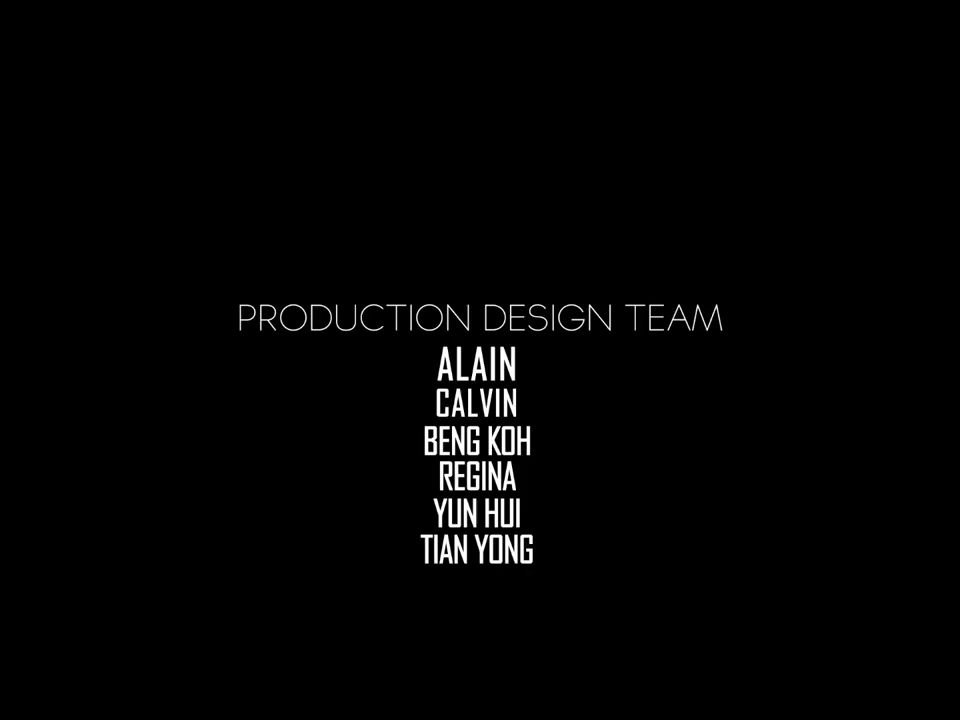 PRODUCTION DESIGN TEAM
ALAIN
CALVIN
BENG KOH
REGINA
YUN HUI
TIAN YONG